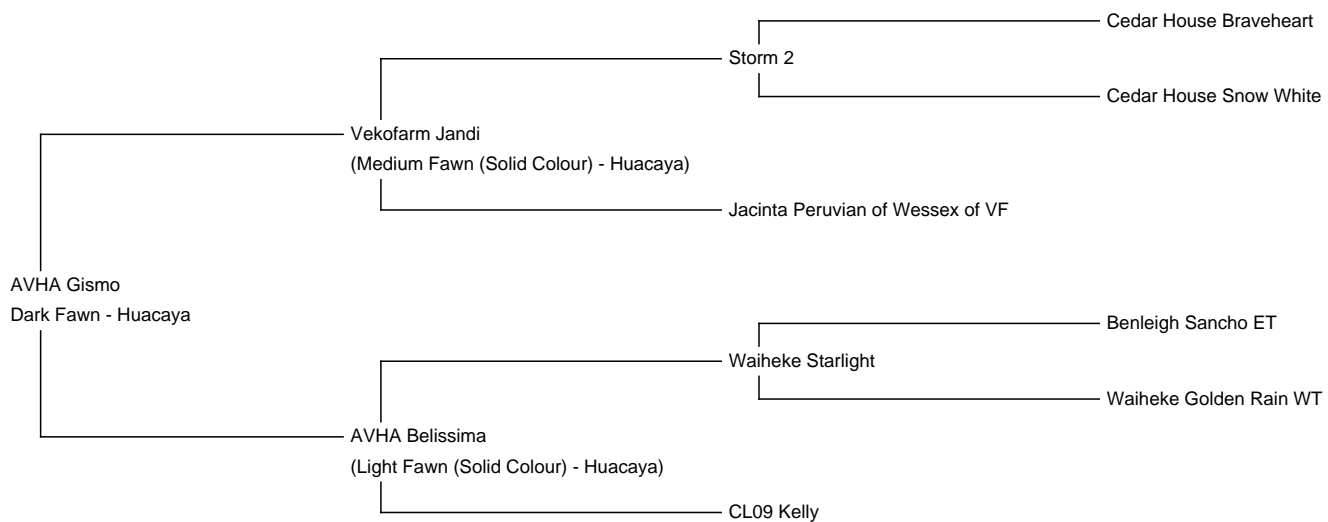 Cedar House Braveheart
Storm 2
Cedar House Snow White
Vekofarm Jandi
(Medium Fawn (Solid Colour) - Huacaya)
Jacinta Peruvian of Wessex of VF
AVHA Gismo
Dark Fawn - Huacaya
Benleigh Sancho ET
Waiheke Starlight
Waiheke Golden Rain WT
AVHA Belissima
(Light Fawn (Solid Colour) - Huacaya)
CL09 Kelly